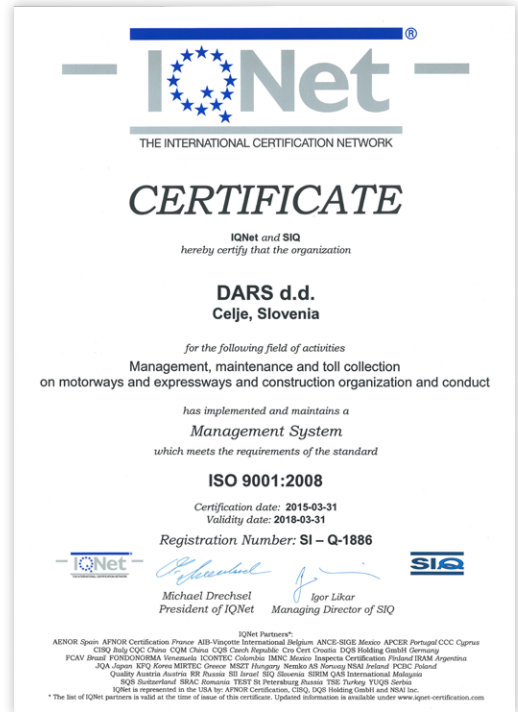 IQNet®
THE INTERNATIONAL CERTIFICATION NETWORK
CERTIFICATE
IQNet and SIQ
hereby certify that the organization
DARS d.d.
Celje, Slovenia
for the following field of activities
Management, maintenance and toll collection
on motorways and expressways and construction organization and conduct
has implemented and maintains a
Management System
which meets the requirements of the standard
ISO 9001:2008
Certification date: 2015-03-31
Validity date: 2018-03-31
Registration Number: SI – Q-1886
IQNet
SIQ
Michael Drechsel
President of IQNet
Igor Likar
Managing Director of SIQ
IQNet Partners*:
AENOR Spain AFNOR Certification France AIB-Vinçotte International Belgium ANCE-SIGE Mexico APCER Portugal CCC Cyprus
CISQ Italy CQC China CQM China CQS Czech Republic Cro Cert Croatia DQS Holding GmbH Germany
FCAV Brazil FONDONORMA Venezuela ICONTEC Colombia IMNC Mexico Inspecta Certification Finland IRAM Argentina
JQA Japan KFQ Korea MIRTEC Greece MSZT Hungary Nemko AS Norway NSAI Ireland PCBC Poland
Quality Austria Austria RR Russia SII Israel SIQ Slovenia SIRIM QAS International Malaysia
SQS Switzerland SRAC Romania TEST St Petersburg Russia TSE Turkey YUQS Serbia
IQNet is represented in the USA by: AFNOR Certification, CISQ, DQS Holding GmbH and NSAI Inc.
* The list of IQNet partners is valid at the time of issue of this certificate. Updated information is available under www.iqnet-certification.com